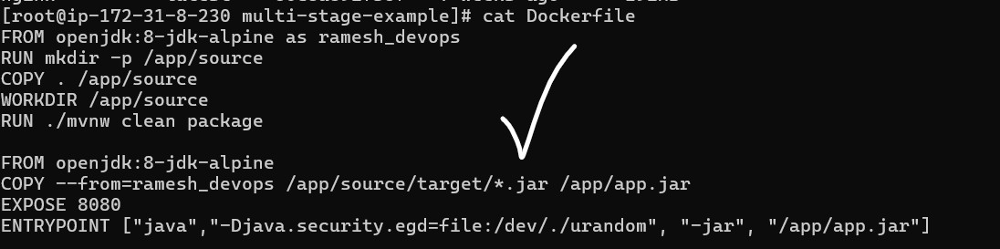 [root@ip-172-31-8-230 multi-stage-example]# cat Dockerfile
FROM openjdk:8-jdk-alpine as ramesh_devops
RUN mkdir -p /app/source
COPY . /app/source
WORKDIR /app/source
RUN ./mvnw clean package
FROM openjdk:8-jdk-alpine
COPY --from=ramesh_devops /app/source/target/*.jar /app/app.jar
EXPOSE 8080
ENTRYPOINT ["java","-Djava.security.egd=file:/dev/./urandom", "-jar", "/app/app.jar"]